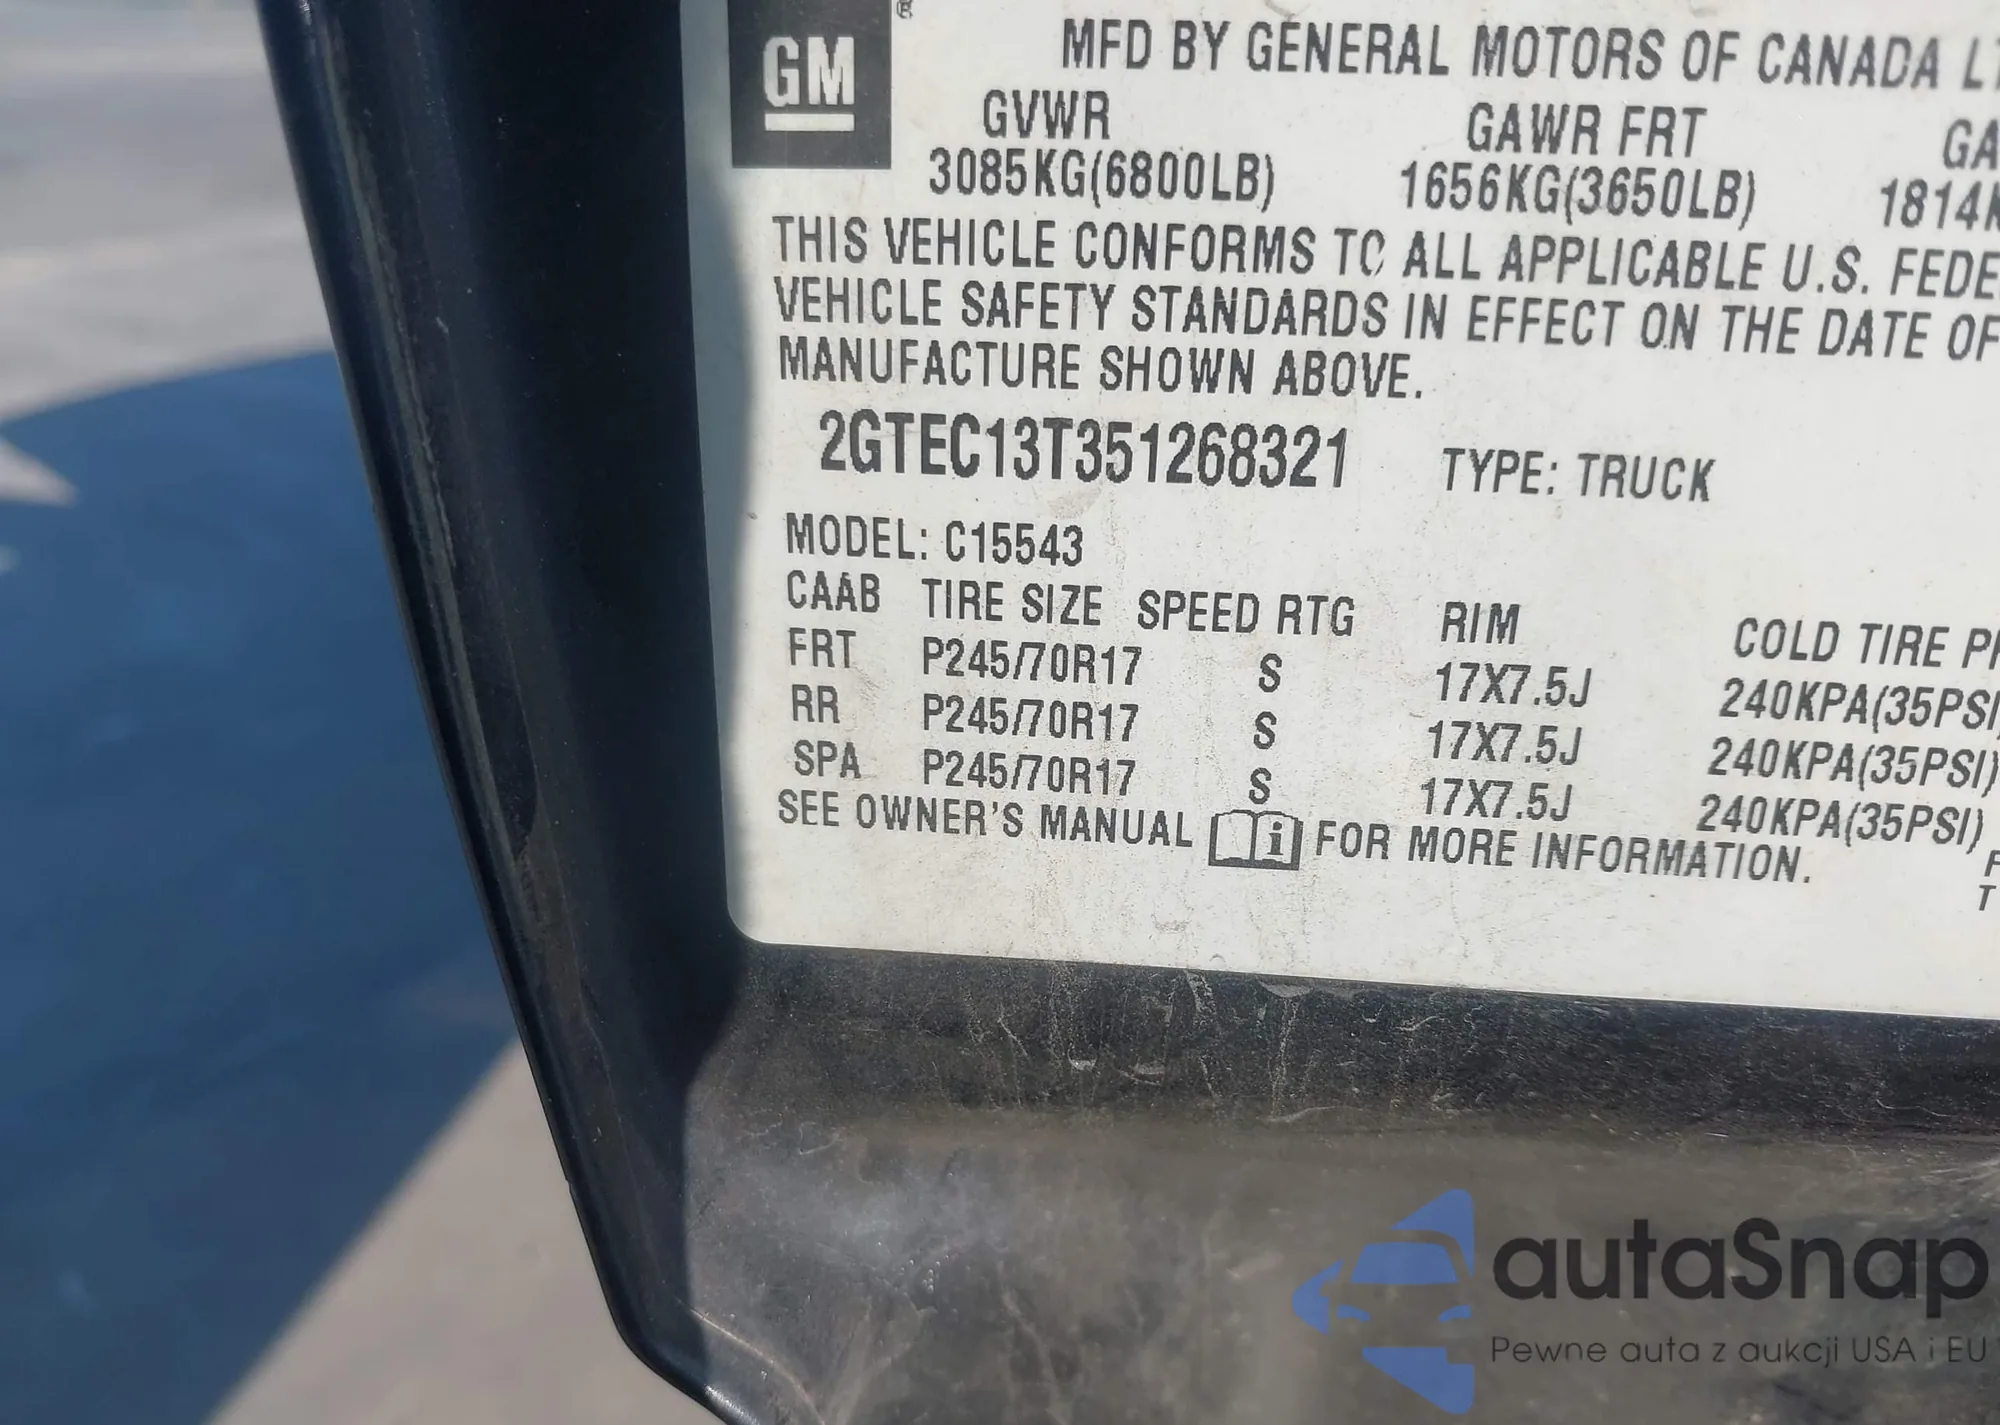 GM ®
MFD BY GENERAL MOTORS OF CANADA
GVWR GAWR FRT
3085KG(6800LB) 1656KG(3650LB) 1814K
THIS VEHICLE CONFORMS TO ALL APPLICABLE U.S.
VEHICLE SAFETY STANDARDS IN EFFECT ON THE DATE OF
MANUFACTURE SHOWN ABOVE.
2GTEC13T351268321 TYPE: TRUCK
MODEL: C15543
CAAB TIRE SIZE SPEED RTG RIM COLD TIRE
FRT P245/70R17 S 17X7.5J 240KPA(35PSI)
RR P245/70R17 S 17X7.5J 240KPA(35PSI)
SPA P245/70R17 S 17X7.5J 240KPA(35PSI)
SEE OWNER'S MANUAL i FOR MORE INFORMATION.
autaSnap
Pewne auta z aukcji USA i EU